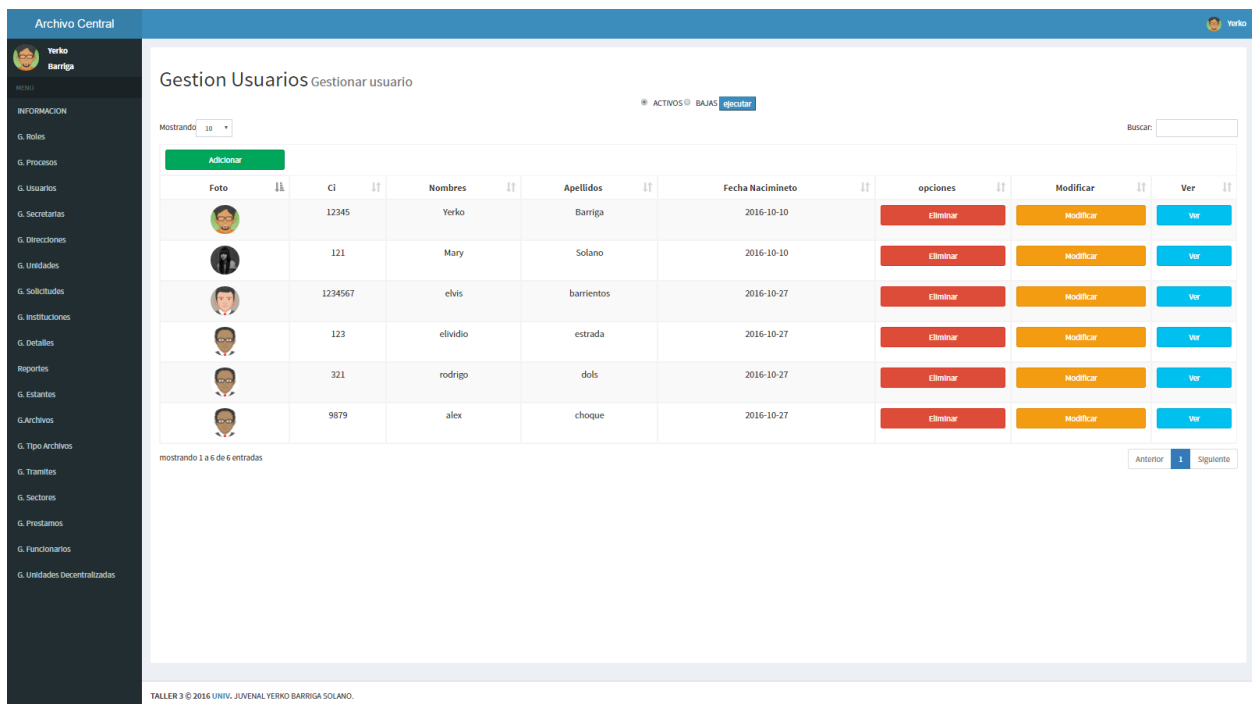 Archivo Central
Yerko
Yerko
Barriga
MENU
INFORMACION
G. Roles
G. Procesos
G. Usuarios
G. Secretarias
G. Direcciones
G. Unidades
G. Solicitudes
G. Instituciones
G. Detalles
Reportes
G. Estantes
G.Archivos
G. Tipo Archivos
G. Tramites
G. Sectores
G. Prestamos
G. Funcionarios
G. Unidades Decentralizadas
Gestion Usuarios Gestionar usuario
ACTIVOS BAJAS ejecutar
Mostrando 10 Buscar:
Adicionar
Foto Ci Nombres Apellidos Fecha Nacimineto opciones Modificar Ver
12345 Yerko Barriga 2016-10-10 Eliminar Modificar Ver
121 Mary Solano 2016-10-10 Eliminar Modificar Ver
1234567 elvis barrientos 2016-10-27 Eliminar Modificar Ver
123 elividio estrada 2016-10-27 Eliminar Modificar Ver
321 rodrigo dols 2016-10-27 Eliminar Modificar Ver
9879 alex choque 2016-10-27 Eliminar Modificar Ver
mostrando 1 a 6 de 6 entradas Anterior 1 Siguiente
TALLER 3 © 2016 UNIV. JUVENAL YERKO BARRIGA SOLANO.